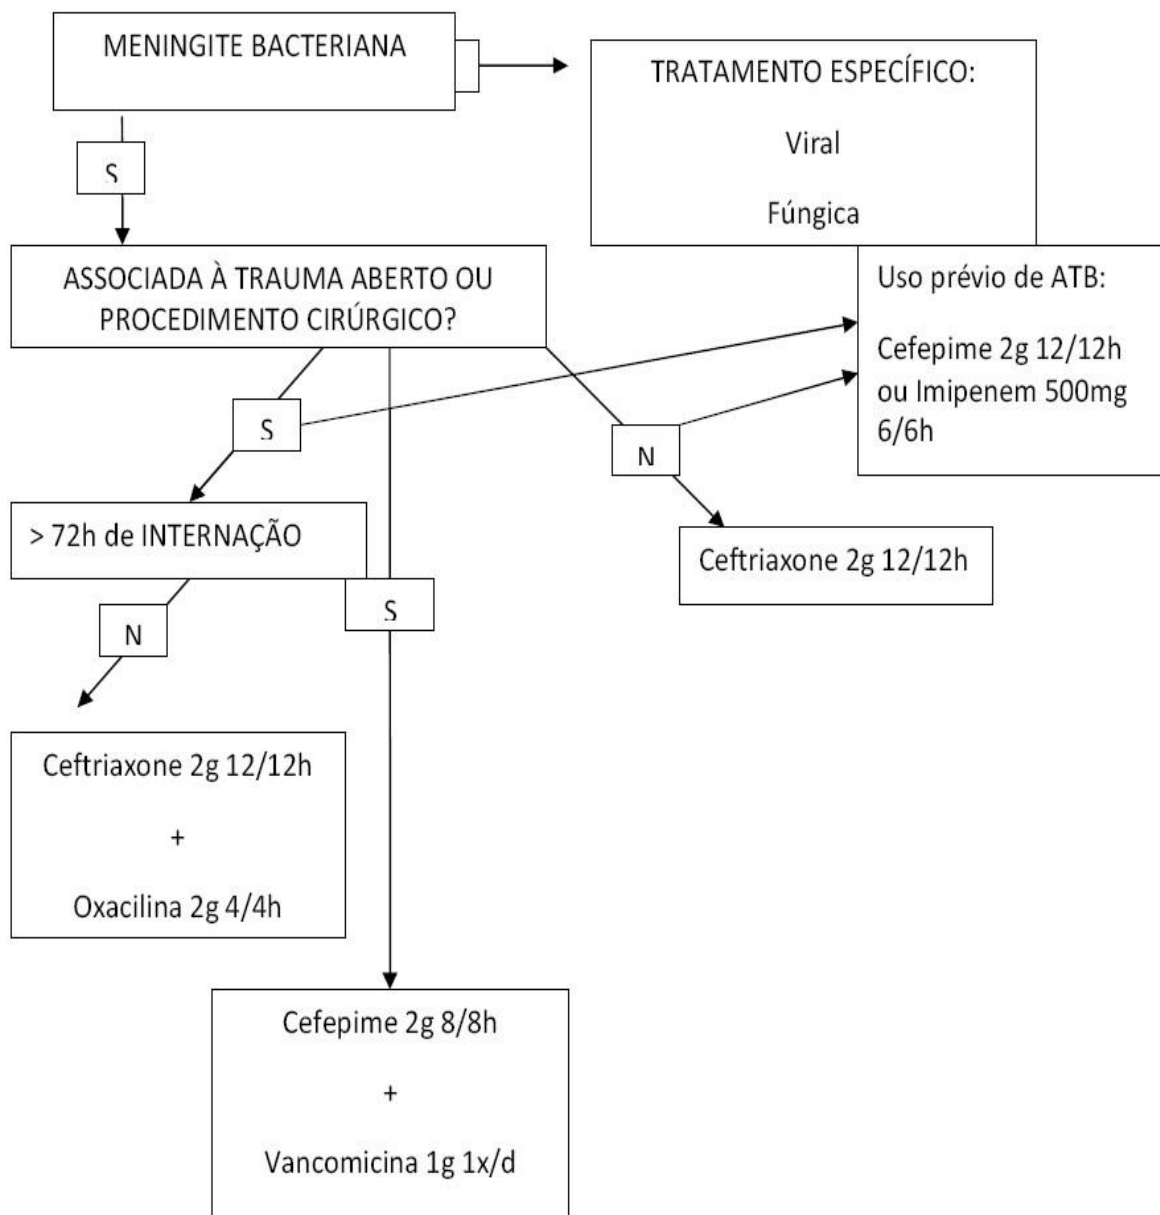 MENINGITE BACTERIANA
TRATAMENTO ESPECÍFICO:
Viral
Fúngica
S
ASSOCIADA À TRAUMA ABERTO OU
PROCEDIMENTO CIRÚRGICO?
Uso prévio de ATB:
Cefepime 2g 12/12h
ou Imipenem 500mg
6/6h
S
N
> 72h de INTERNAÇÃO
Ceftriaxone 2g 12/12h
N
S
Ceftriaxone 2g 12/12h
+
Oxacilina 2g 4/4h
Cefepime 2g 8/8h
+
Vancomicina 1g 1x/d